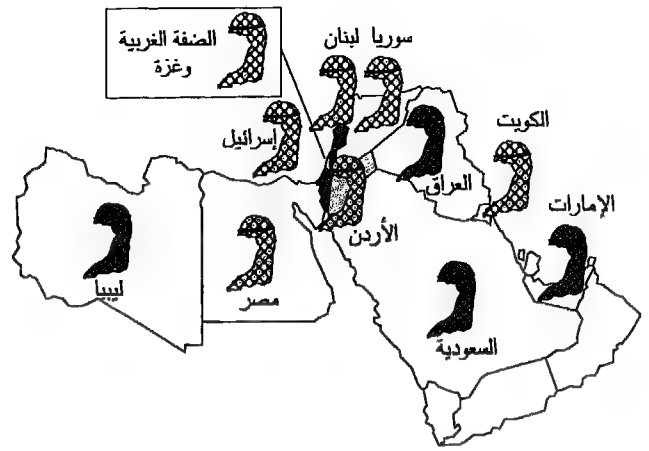 الضفة الغربية
وغزة
سوريا لبنان
إسرائيل
الكويت
العراق
الإمارات
الأردن
ليبيا
مصر
السعودية